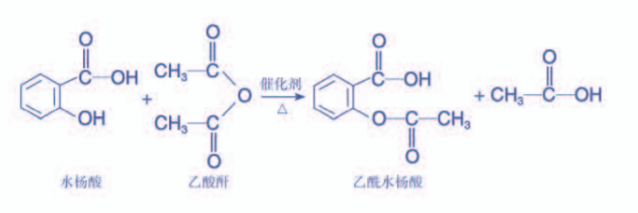 O O O
CH₃—C
C—OH 催化剂 C—OH O
+ O → + CH₃—C—OH
OH CH₃—C △ O—C—CH₃
O O
水杨酸 乙酸酐 乙酰水杨酸